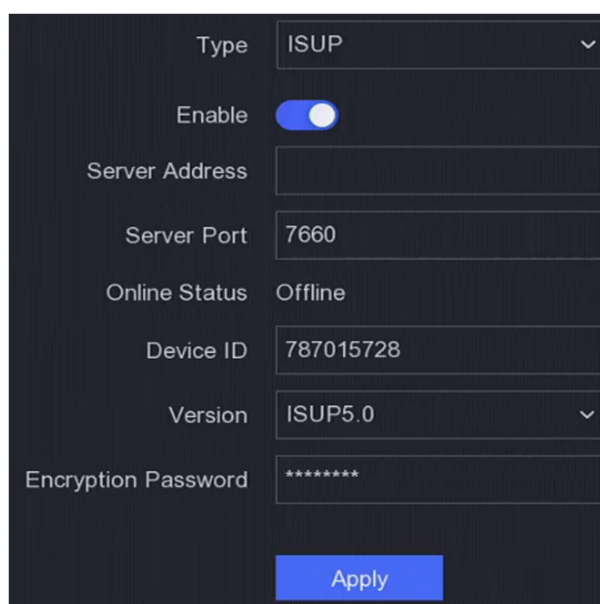 Type ISUP
Enable
Server Address
Server Port 7660
Online Status Offline
Device ID 787015728
Version ISUP5.0
Encryption Password ********
Apply